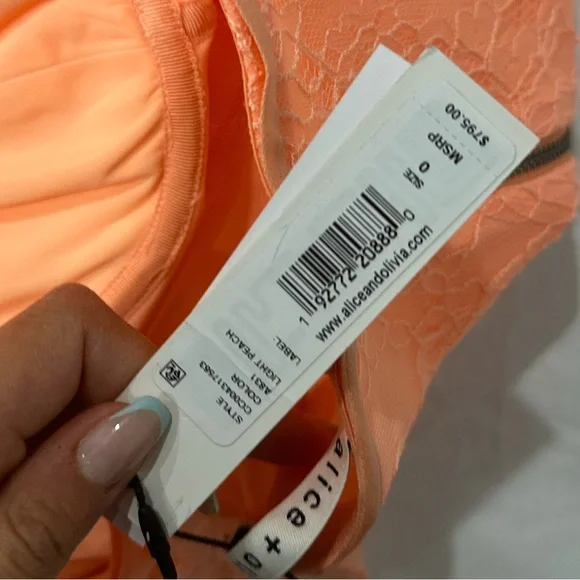 STYLE
CC004317583
COLOR
A831
LIGHT PEACH
LABEL
1 92772 20888 0
www.aliceandolivia.com
SIZE
0
MSRP
$795.00
alice + o